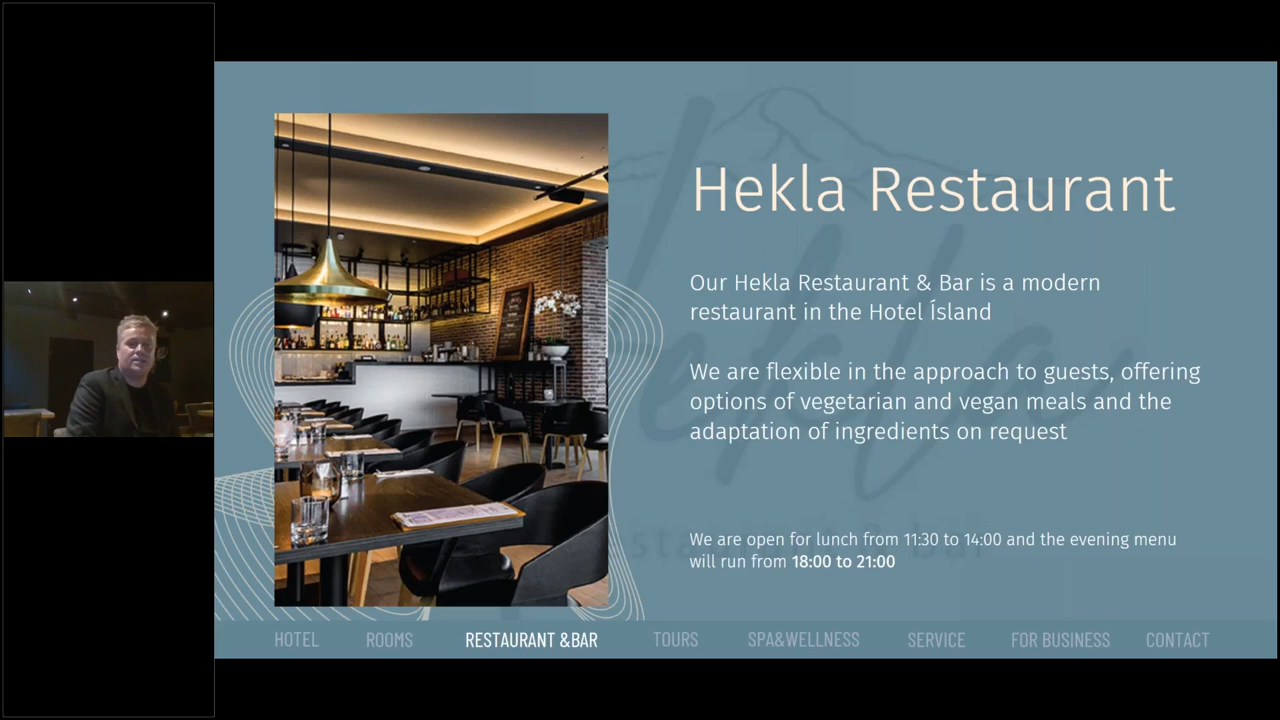 Hekla Restaurant
Our Hekla Restaurant & Bar is a modern
restaurant in the Hotel Ísland
We are flexible in the approach to guests, offering
options of vegetarian and vegan meals and the
adaptation of ingredients on request
We are open for lunch from 11:30 to 14:00 and the evening menu
will run from 18:00 to 21:00
HOTEL
ROOMS
RESTAURANT &BAR
TOURS
SPA&WELLNESS
SERVICE
FOR BUSINESS
CONTACT